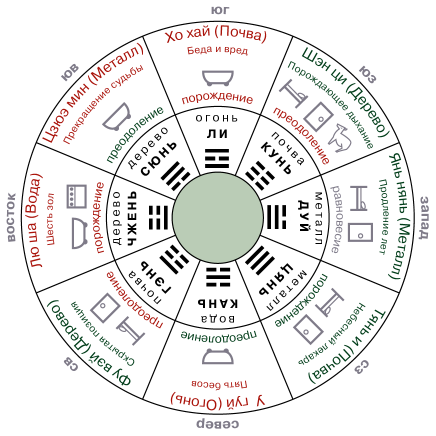 юг
Хо хай (Почва)
Беда и вред
порождение
огонь
ЛИ
юз
Шэн ци (Дерево)
Порождающее дыхание
преодоление
почва
КУНЬ
запад
Янь нянь (Металл)
Продление лет
равновесие
металл
ДУЙ
сз
Тянь и (Почва)
Небесный лекарь
порождение
металл
ЦЯНЬ
север
У гуй (Огонь)
Пять бесов
преодоление
вода
КАНЬ
св
Фу вэй (Дерево)
Скрытая позиция
преодоление
почва
ГЭНЬ
восток
Лю ша (Вода)
Шесть зол
порождение
дерево
ЧЖЕНЬ
юв
Цзюэ мин (Металл)
Прекращение судьбы
преодоление
дерево
СЮНЬ